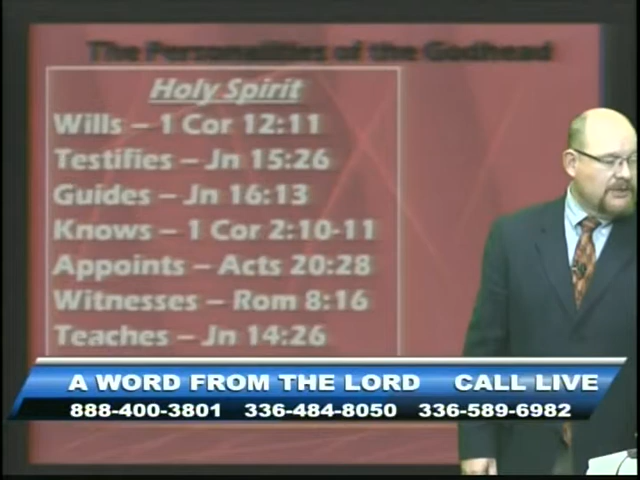 The Personalities of the Godhead
Holy Spirit
Wills – 1 Cor 12:11
Testifies – Jn 15:26
Guides – Jn 16:13
Knows – 1 Cor 2:10-11
Appoints – Acts 20:28
Witnesses – Rom 8:16
Teaches – Jn 14:26
A WORD FROM THE LORD CALL LIVE
888-400-3801 336-484-8050 336-589-6982